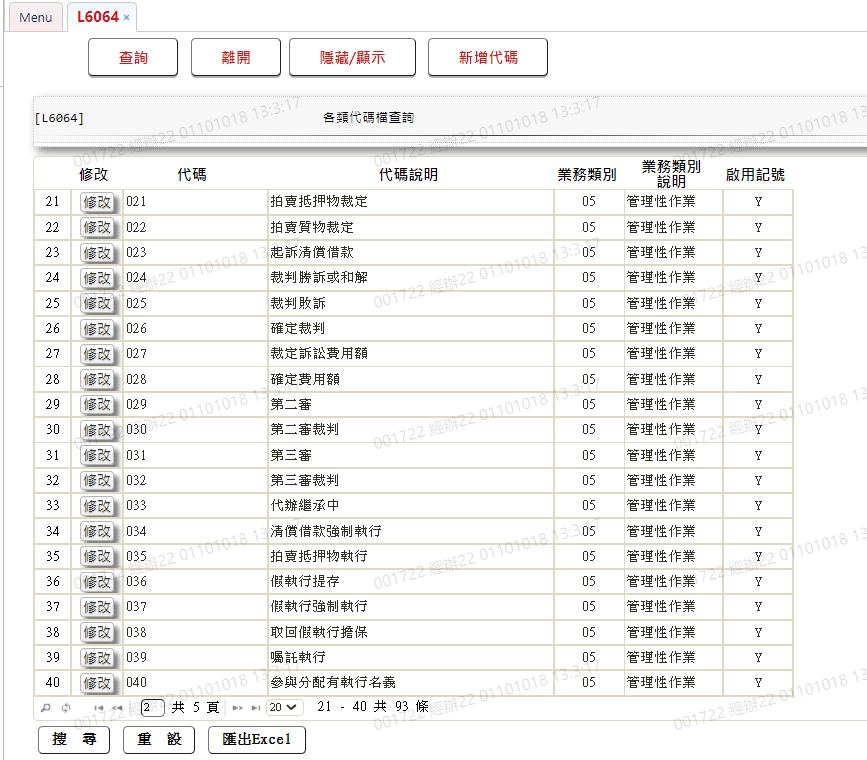 Menu L6064 ×
查詢 離開 隱藏/顯示 新增代碼
[L6064] 各類代碼檔查詢
修改 代碼 代碼說明 業務類別 業務類別說明 啟用記號
21 修改 021 拍賣抵押物裁定 05 管理性作業 Y
22 修改 022 拍賣質物裁定 05 管理性作業 Y
23 修改 023 起訴清償借款 05 管理性作業 Y
24 修改 024 裁判勝訴或和解 05 管理性作業 Y
25 修改 025 裁判敗訴 05 管理性作業 Y
26 修改 026 確定裁判 05 管理性作業 Y
27 修改 027 裁定訴訟費用額 05 管理性作業 Y
28 修改 028 確定費用額 05 管理性作業 Y
29 修改 029 第二審 05 管理性作業 Y
30 修改 030 第二審裁判 05 管理性作業 Y
31 修改 031 第三審 05 管理性作業 Y
32 修改 032 第三審裁判 05 管理性作業 Y
33 修改 033 代辦繼承中 05 管理性作業 Y
34 修改 034 清償借款強制執行 05 管理性作業 Y
35 修改 035 拍賣抵押物執行 05 管理性作業 Y
36 修改 036 假執行提存 05 管理性作業 Y
37 修改 037 假執行強制執行 05 管理性作業 Y
38 修改 038 取回假執行擔保 05 管理性作業 Y
39 修改 039 囑託執行 05 管理性作業 Y
40 修改 040 參與分配有執行名義 05 管理性作業 Y
2 共 5 頁 20 21 - 40 共 93 條
搜 尋 重 設 匯出Excel
001722 經辦22 01101018 13:3:17